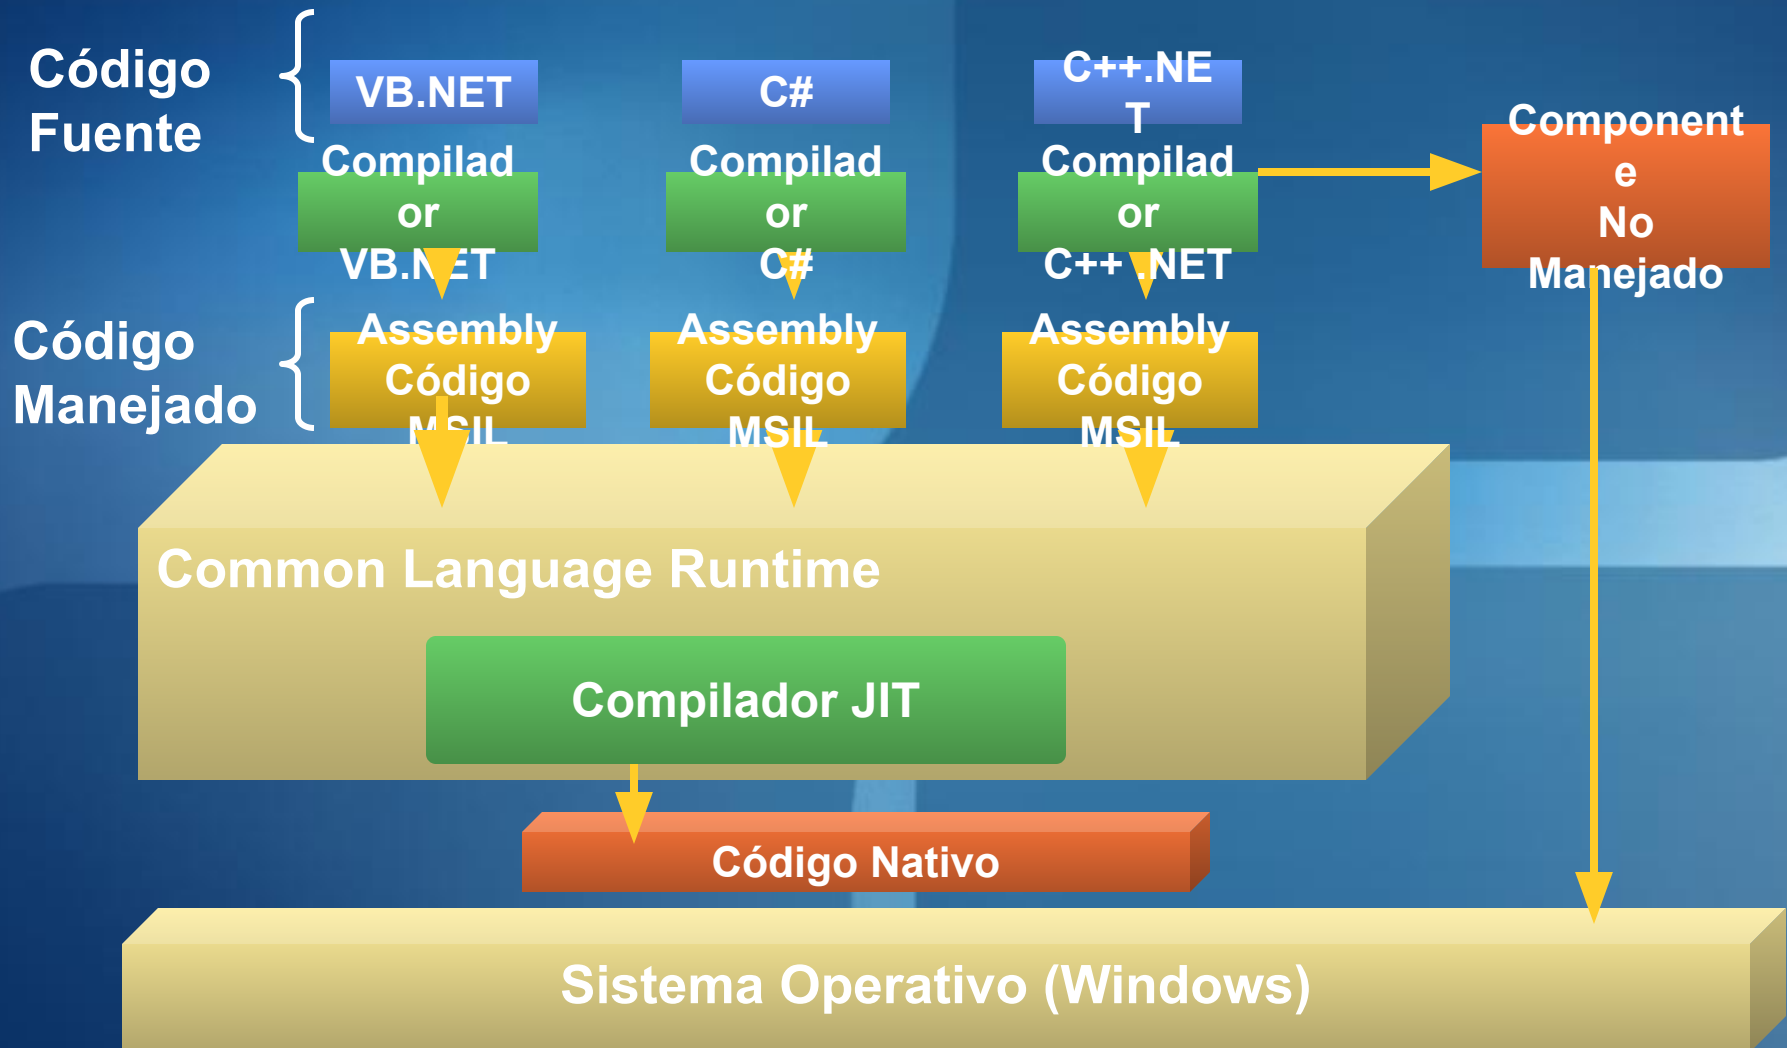 Código
Fuente
VB.NET
C#
C++.NE
T
Compilad
or
VB.NET
Compilad
or
C#
Compilad
or
C++ .NET
Component
e
No
Manejado
Código
Manejado
Assembly
Código
MSIL
Assembly
Código
MSIL
Assembly
Código
MSIL
Common Language Runtime
Compilador JIT
Código Nativo
Sistema Operativo (Windows)